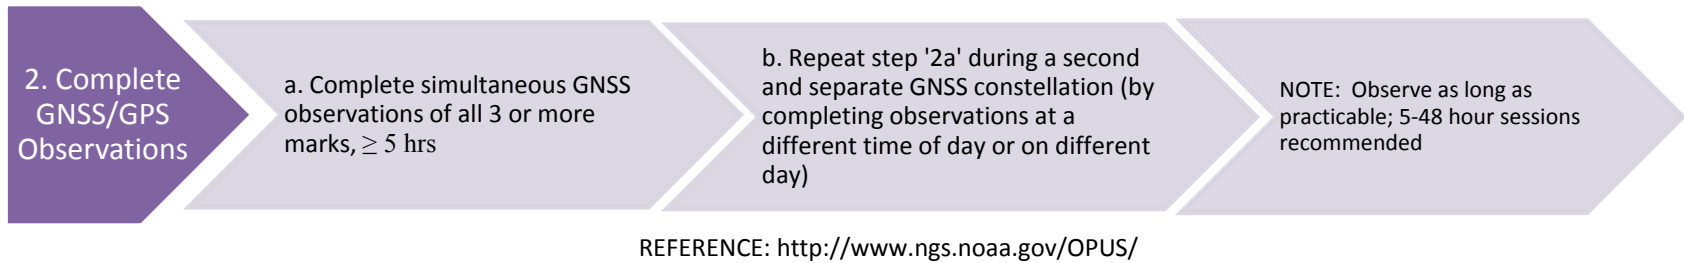 2. Complete
GNSS/GPS
Observations
a. Complete simultaneous GNSS
observations of all 3 or more
marks, ≥ 5 hrs
b. Repeat step '2a' during a second
and separate GNSS constellation (by
completing observations at a
different time of day or on different
day)
NOTE:  Observe as long as
practicable; 5-48 hour sessions
recommended
REFERENCE: http://www.ngs.noaa.gov/OPUS/